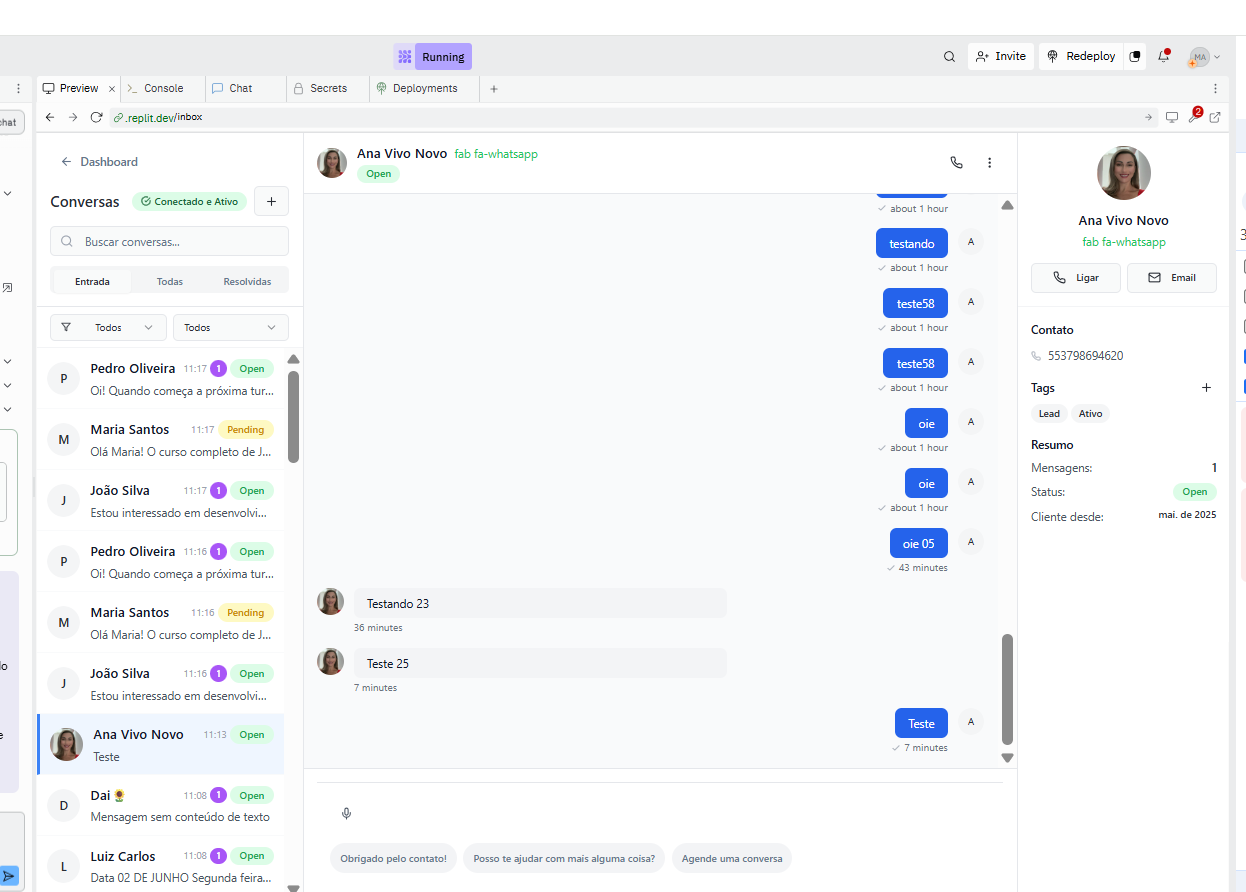 Running
Invite
Redeploy
MA
Preview
Console
Chat
Secrets
Deployments
hat
.replit.dev/inbox
2
Dashboard
Conversas
Conectado e Ativo
Buscar conversas...
Entrada
Todas
Resolvidas
Todos
Todos
P
Pedro Oliveira 11:17 1 Open
Oi! Quando começa a próxima tur...
M
Maria Santos 11:17 Pending
Olá Maria! O curso completo de J...
J
João Silva 11:17 1 Open
Estou interessado em desenvolvi...
P
Pedro Oliveira 11:16 1 Open
Oi! Quando começa a próxima tur...
M
Maria Santos 11:16 Pending
Olá Maria! O curso completo de J...
J
João Silva 11:16 1 Open
Estou interessado em desenvolvi...
Ana Vivo Novo 11:13 Open
Teste
D
Dai🌻 11:08 1 Open
Mensagem sem conteúdo de texto
L
Luiz Carlos 11:08 1 Open
Data 02 DE JUNHO Segunda feira...
Ana Vivo Novo fab fa-whatsapp
Open
about 1 hour
testando A
about 1 hour
teste58 A
about 1 hour
teste58 A
about 1 hour
oie A
about 1 hour
oie A
about 1 hour
oie 05 A
43 minutes
Testando 23
36 minutes
Teste 25
7 minutes
Teste A
7 minutes
Obrigado pelo contato!
Posso te ajudar com mais alguma coisa?
Agende uma conversa
Ana Vivo Novo
fab fa-whatsapp
Ligar
Email
Contato
553798694620
Tags
Lead
Ativo
Resumo
Mensagens: 1
Status: Open
Cliente desde: mai. de 2025